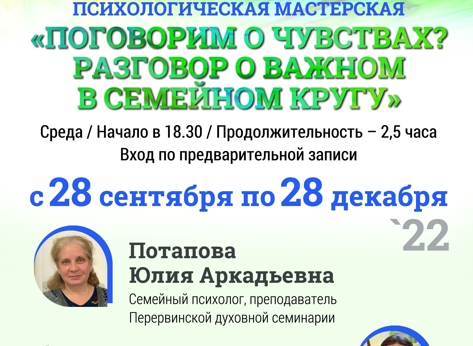 ПСИХОЛОГИЧЕСКАЯ МАСТЕРСКАЯ
«ПОГОВОРИМ О ЧУВСТВАХ?
РАЗГОВОР О ВАЖНОМ
В СЕМЕЙНОМ КРУГУ»
Среда / Начало в 18.30 / Продолжительность – 2,5 часа
Вход по предварительной записи
с 28 сентября по 28 декабря
`22
Потапова
Юлия Аркадьевна
Семейный психолог, преподаватель
Перервинской духовной семинарии